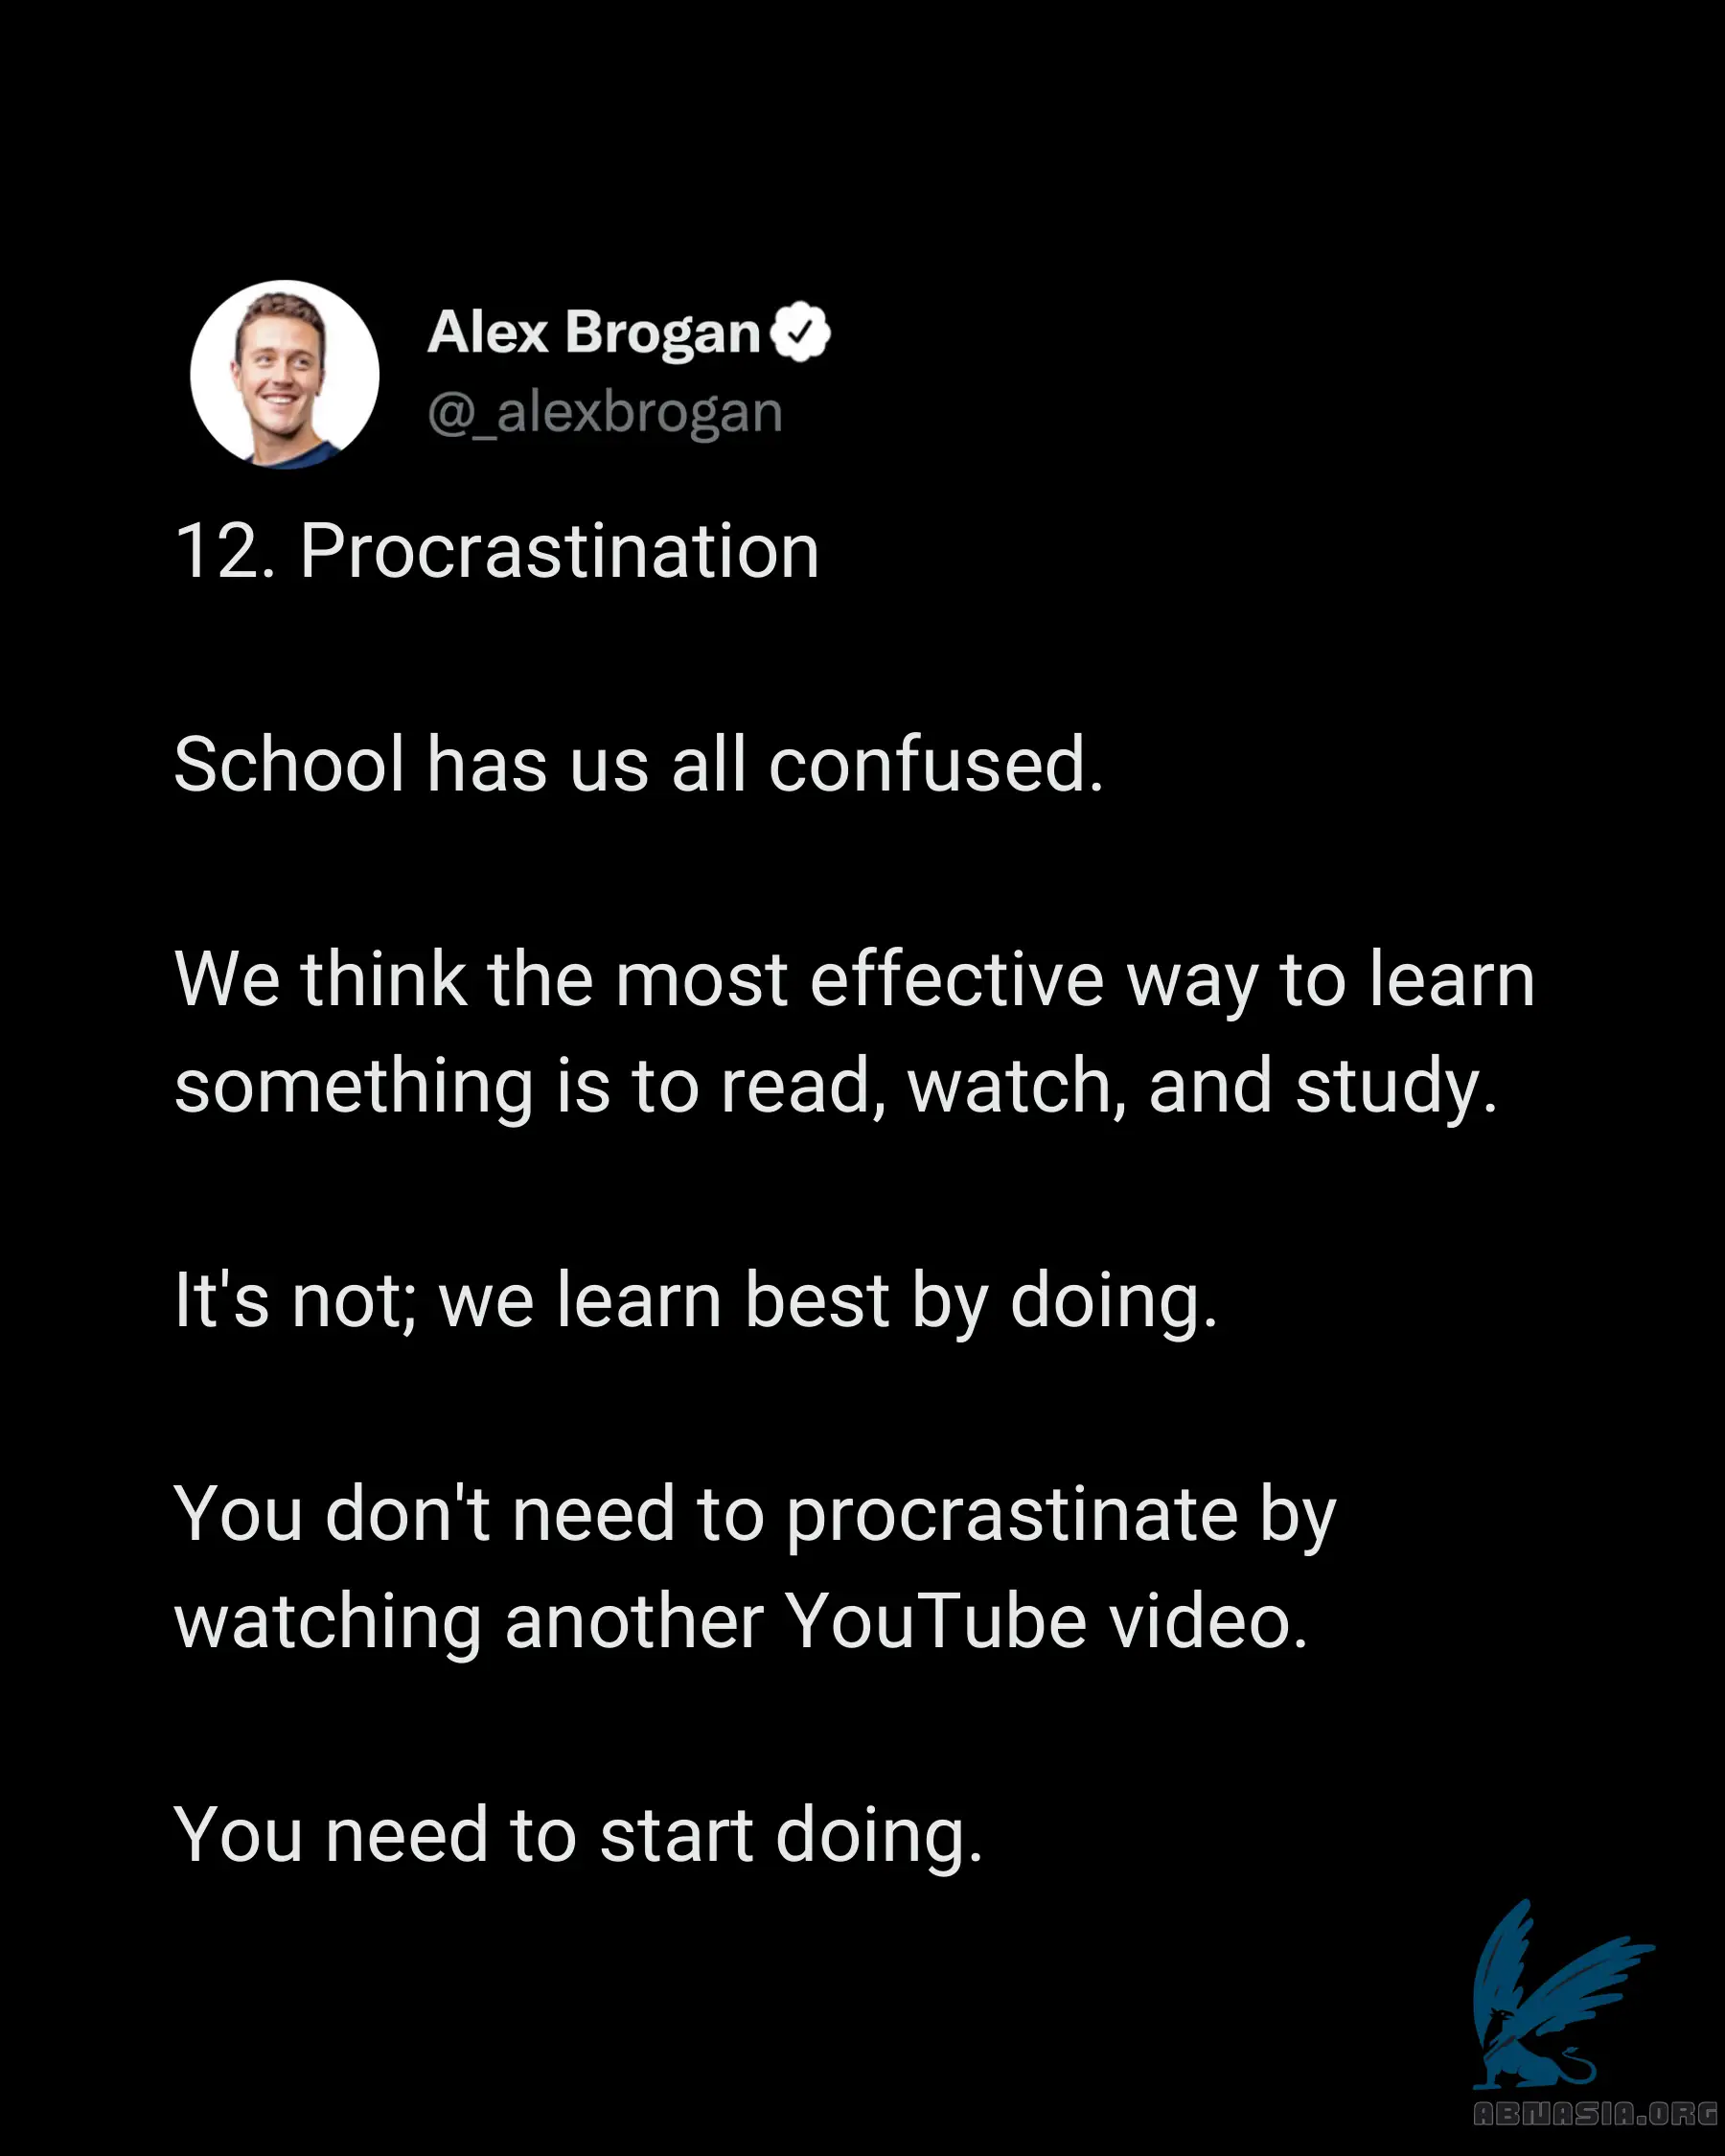 Alex Brogan
@_alexbrogan
12. Procrastination
School has us all confused.
We think the most effective way to learn
something is to read, watch, and study.
It's not; we learn best by doing.
You don't need to procrastinate by
watching another YouTube video.
You need to start doing.
ABNASIA.ORG